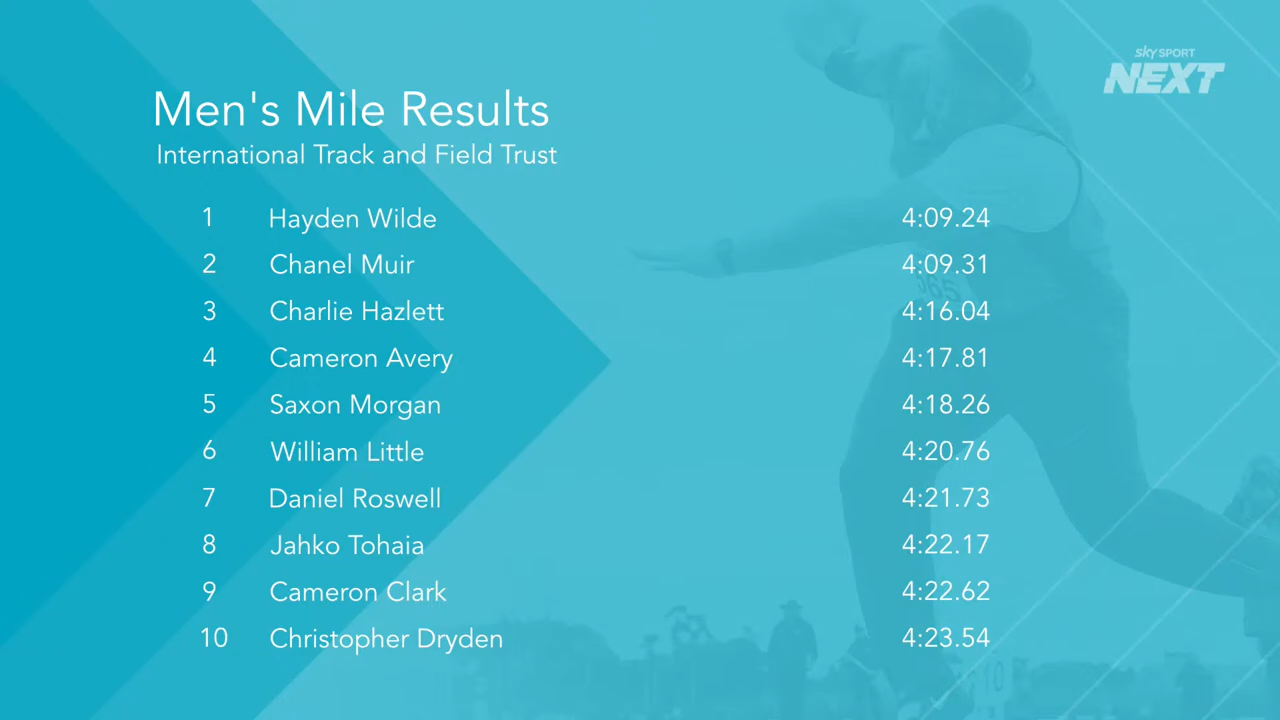 sky SPORT
NEXT
Men's Mile Results
International Track and Field Trust
1 Hayden Wilde 4:09.24
2 Chanel Muir 4:09.31
3 Charlie Hazlett 4:16.04
4 Cameron Avery 4:17.81
5 Saxon Morgan 4:18.26
6 William Little 4:20.76
7 Daniel Roswell 4:21.73
8 Jahko Tohaia 4:22.17
9 Cameron Clark 4:22.62
10 Christopher Dryden 4:23.54
365